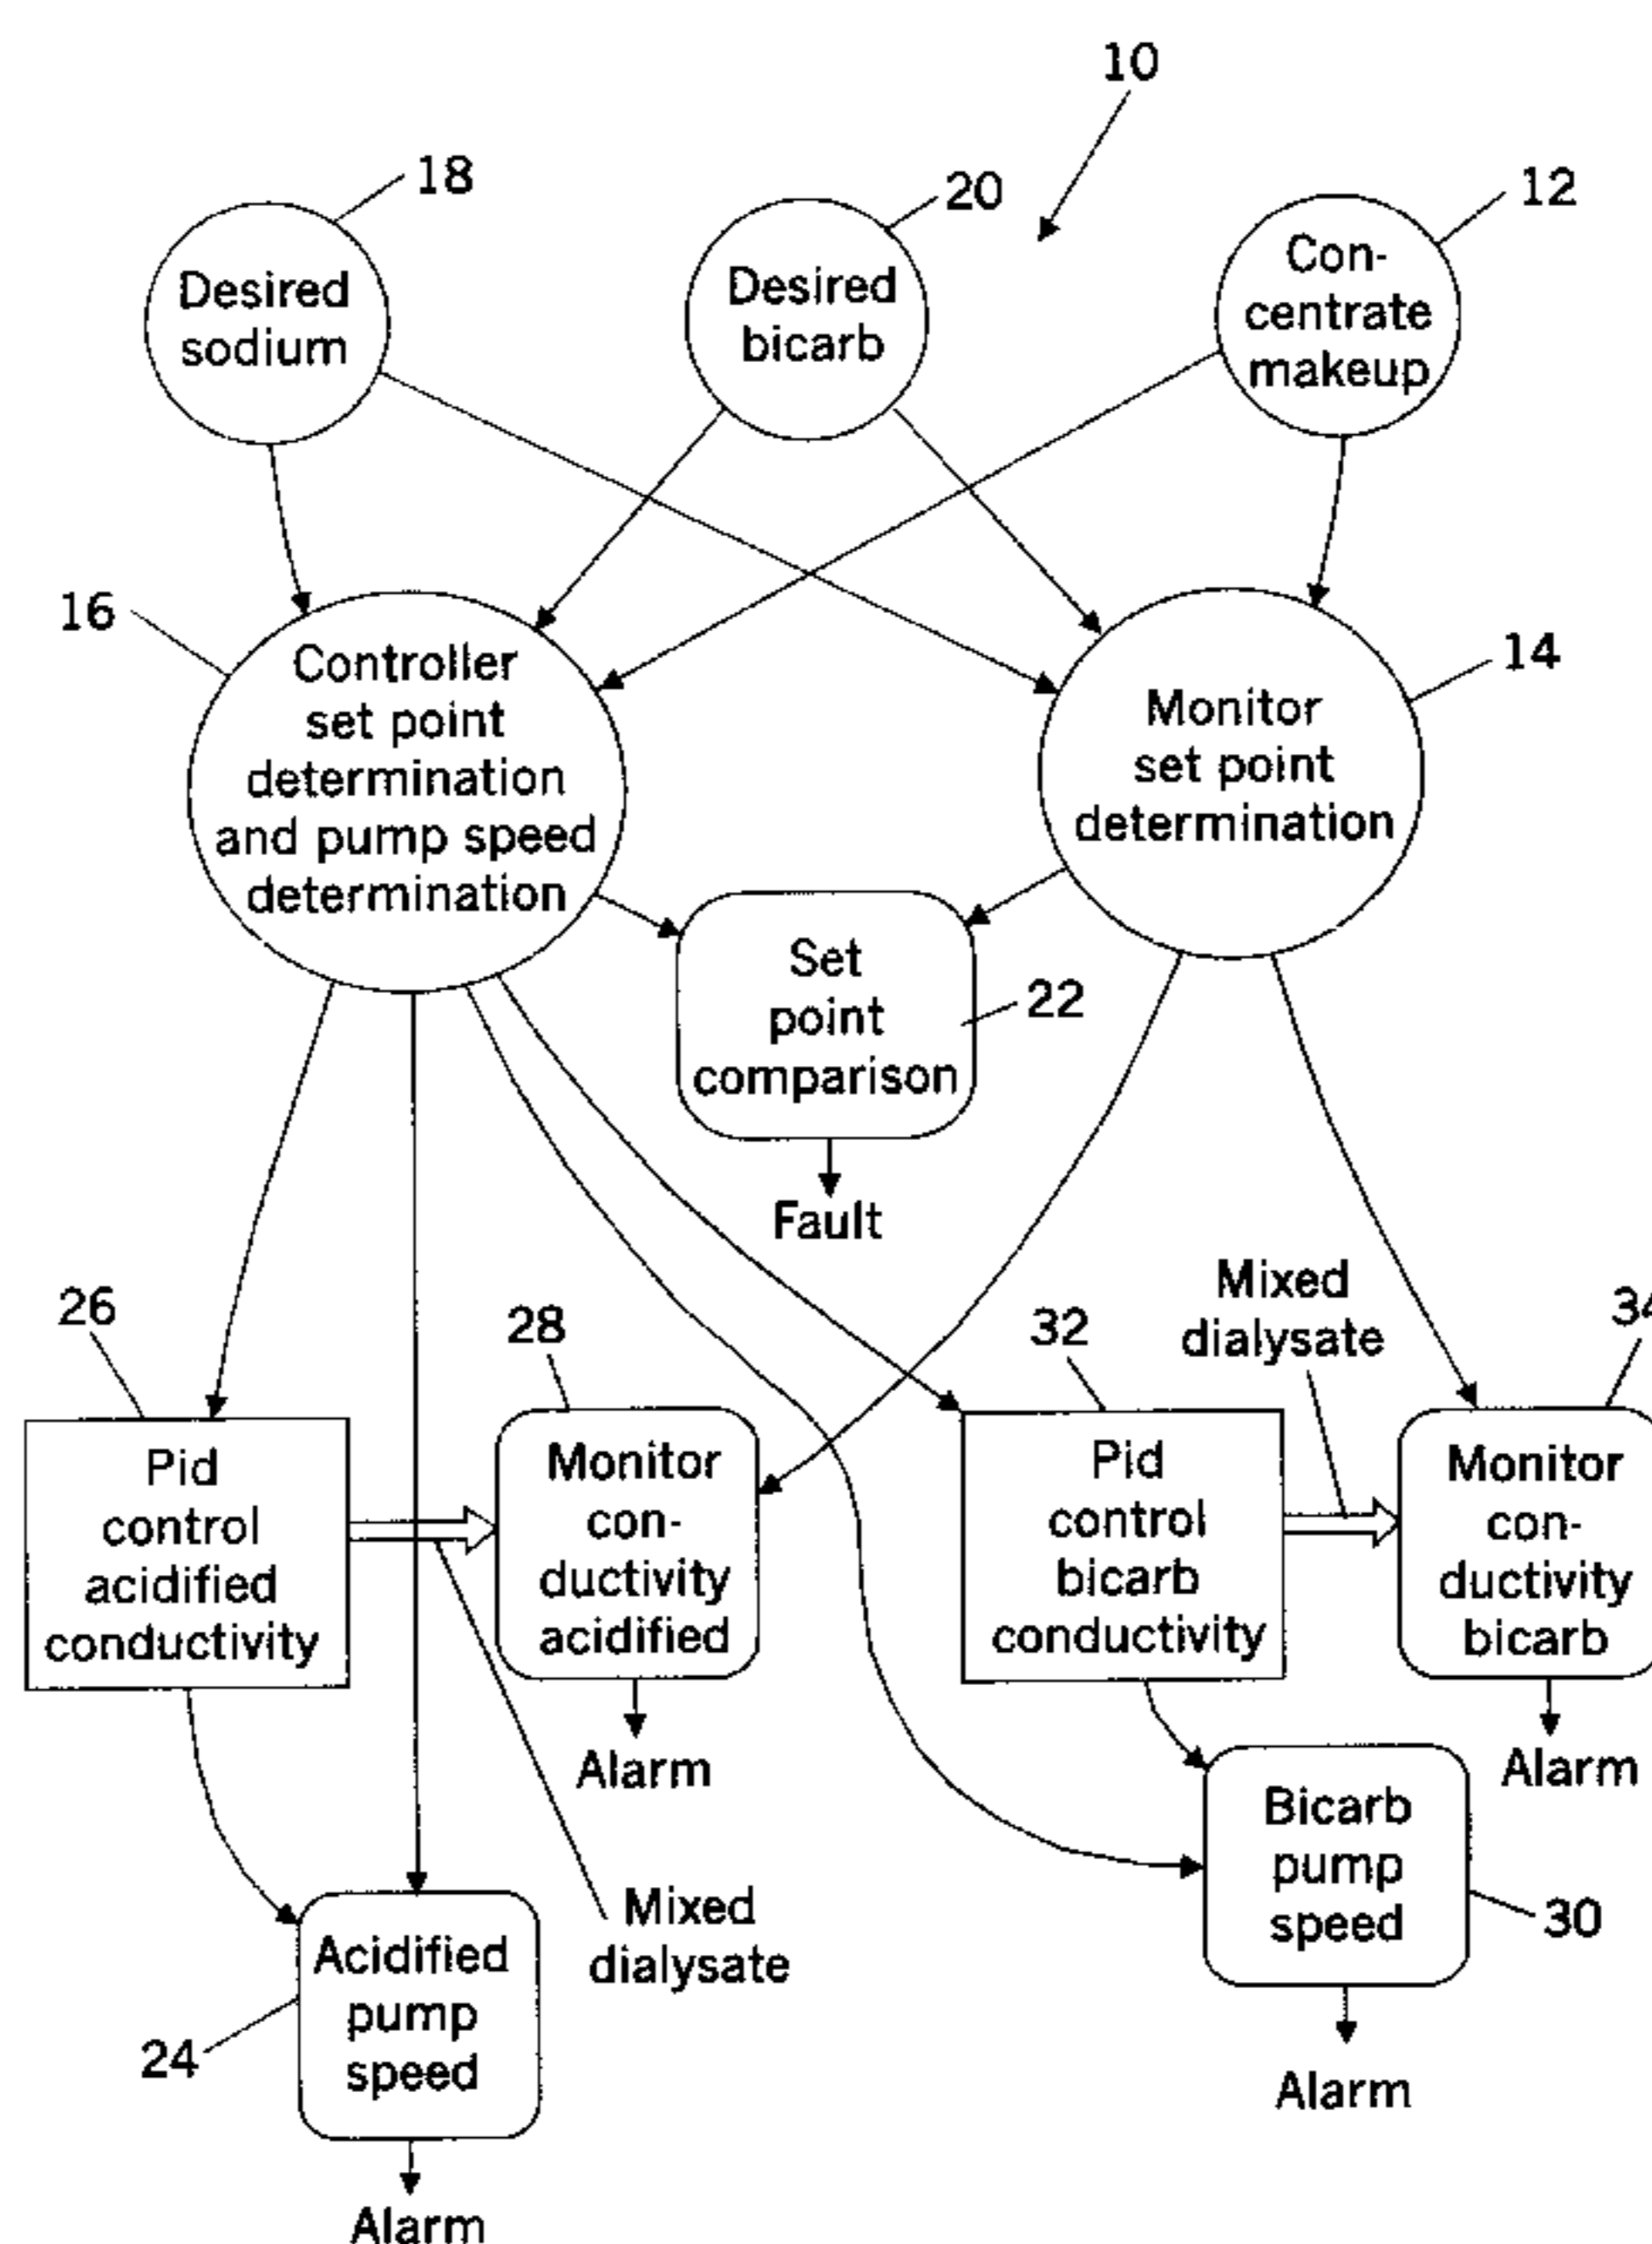 10
18
20
12
Desired
sodium
Desired
bicarb
Con-
centrate
makeup
16
14
Controller
set point
determination
and pump speed
determination
Monitor
set point
determination
Set
point
comparison
22
Fault
26
28
32
Mixed
dialysate
34
Pid
control
acidified
conductivity
Monitor
con-
ductivity
acidified
Alarm
Pid
control
bicarb
conductivity
Monitor
con-
ductivity
bicarb
Alarm
Bicarb
pump
speed
30
Alarm
Mixed
dialysate
Acidified
pump
speed
24
Alarm